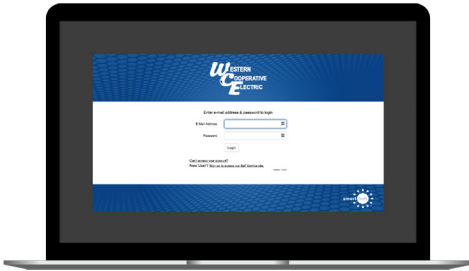 WESTERN
COOPERATIVE
ELECTRIC
Enter e-mail address & password to login
E-Mail Address
Password
Login
Can't access your account?
New User? Sign up to access our Self Service site.
smart